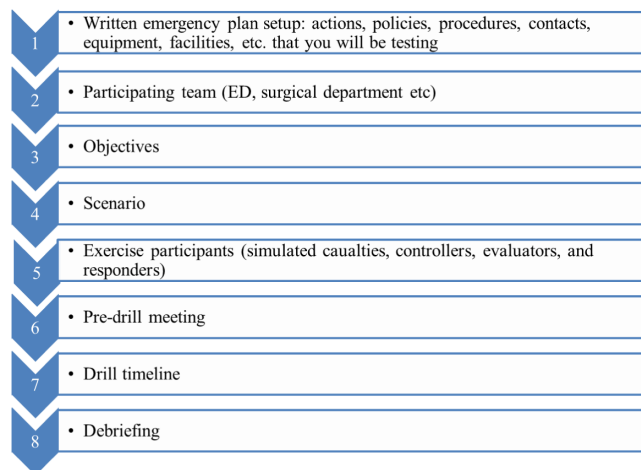 1
• Written emergency plan setup: actions, policies, procedures, contacts,
equipment, facilities, etc. that you will be testing
2
• Participating team (ED, surgical department etc)
3
• Objectives
4
• Scenario
5
• Exercise participants (simulated caualties, controllers, evaluators, and
responders)
6
• Pre-drill meeting
7
• Drill timeline
8
• Debriefing